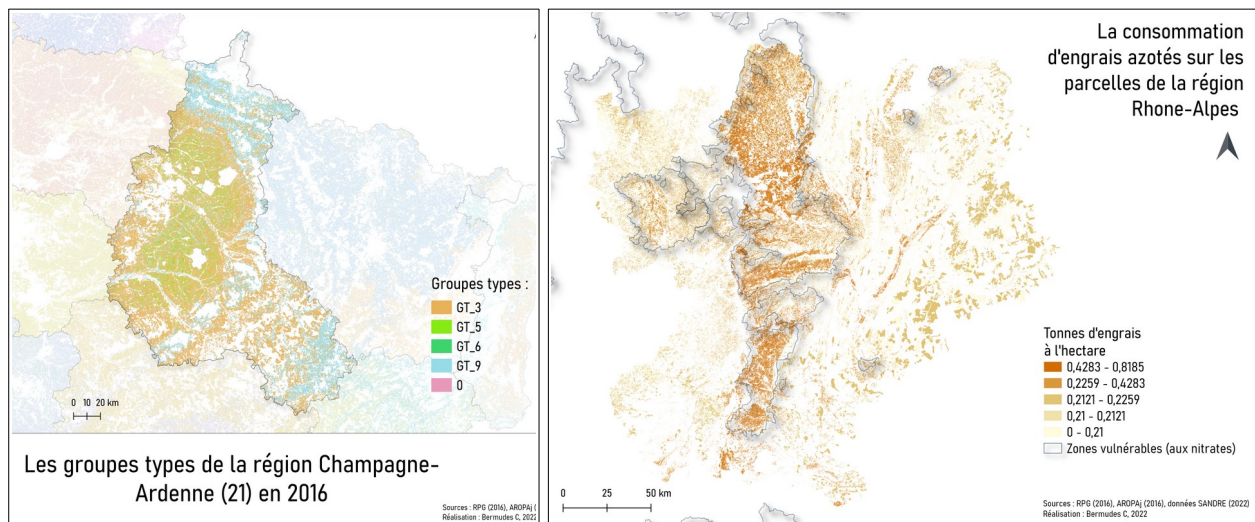 Groupes types :
GT_3
GT_5
GT_6
GT_9
0
0 10 20 km
Les groupes types de la région Champagne-
Ardenne (21) en 2016
Sources : RPG (2016), AROPAj (
Réalisation : Bermudes C, 2022
La consommation
d'engrais azotés sur les
parcelles de la région
Rhone-Alpes
Tonnes d'engrais
à l'hectare
0,4283 - 0,8185
0,2259 - 0,4283
0,2121 - 0,2259
0,21 - 0,2121
0 - 0,21
Zones vulnérables (aux nitrates)
0 25 50 km
Sources : RPG (2016), AROPAj (2016), données SANDRE (2022)
Réalisation : Bermudes C, 2022